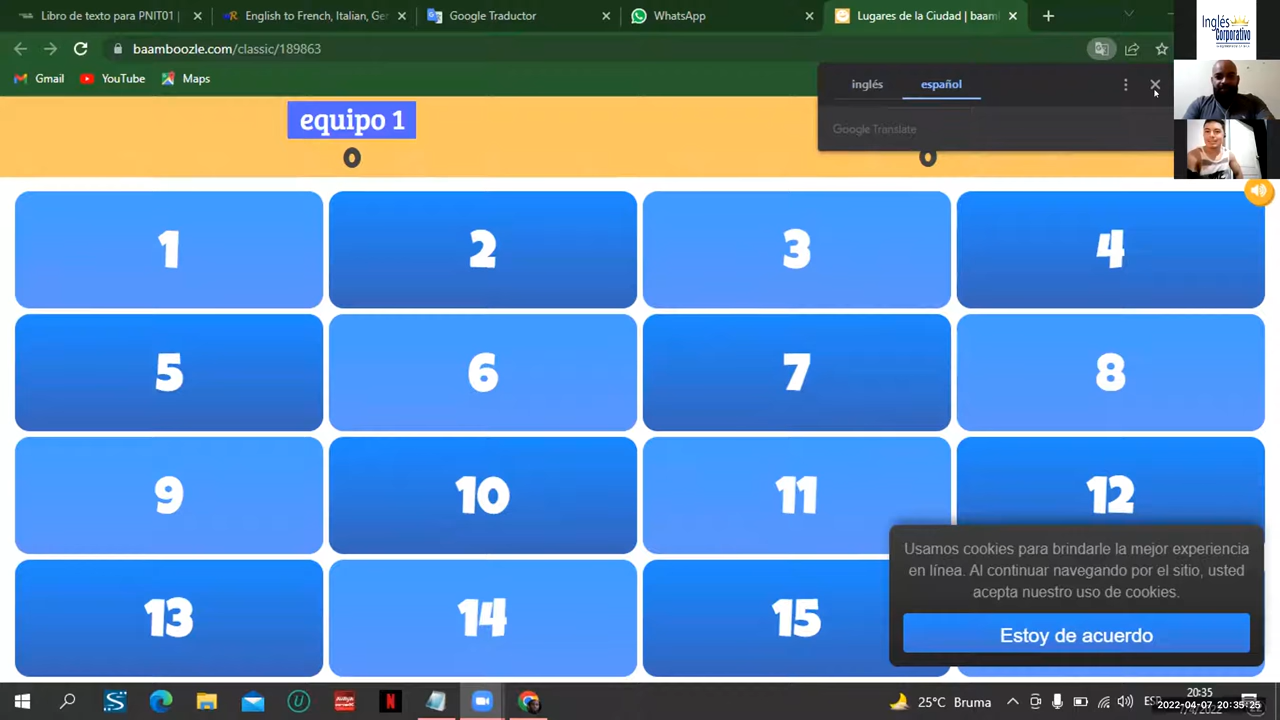 Libro de texto para PNIT01 |
English to French, Italian, Ger
Google Traductor
WhatsApp
Lugares de la Ciudad | baam
baamboozle.com/classic/189863
Gmail
YouTube
Maps
inglés
español
Google Translate
Inglés
Corporativo
equipo 1
0
0
1
2
3
4
5
6
7
8
9
10
11
12
13
14
15
Usamos cookies para brindarle la mejor experiencia
en línea. Al continuar navegando por el sitio, usted
acepta nuestro uso de cookies.
Estoy de acuerdo
25°C Bruma
20:35
2022-04-07 20:35:25